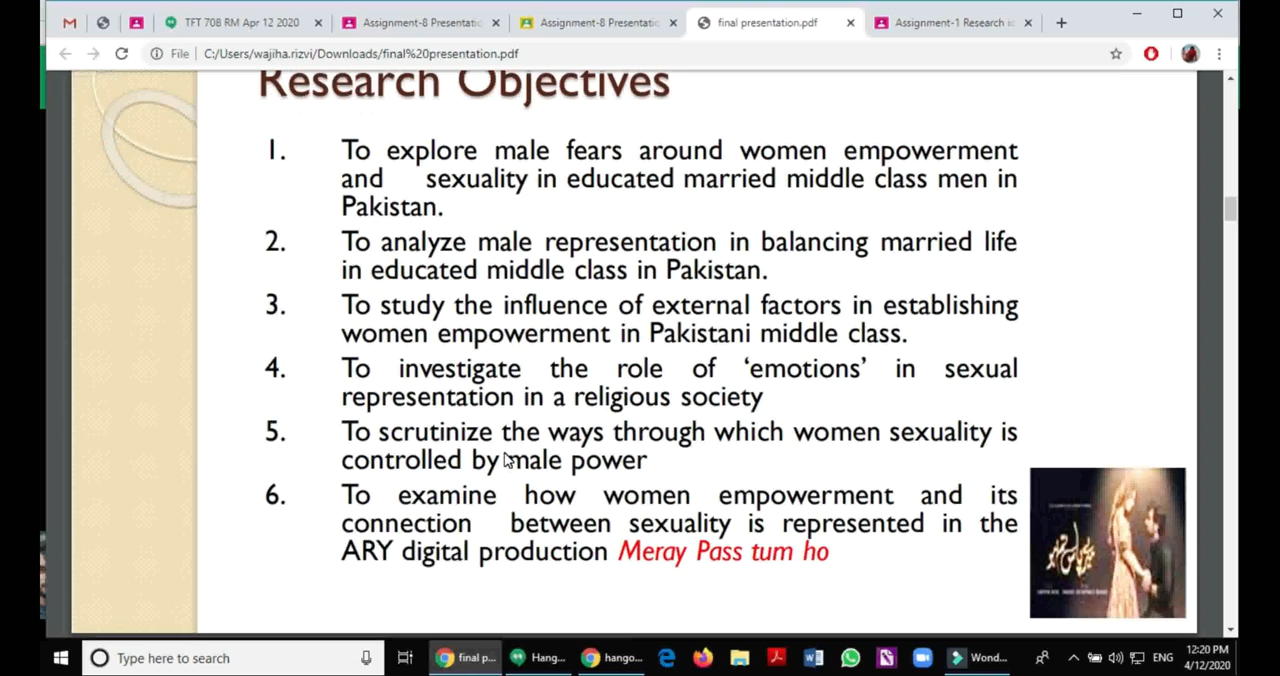 TFT 708 RM Apr 12 2020
Assignment-8 Presentatic
Assignment-8 Presentatic
final presentation.pdf
Assignment-1 Research ic
File
C:/Users/wajiha.rizvi/Downloads/final%20presentation.pdf
Research Objectives
1. To explore male fears around women empowerment
and sexuality in educated married middle class men in
Pakistan.
2. To analyze male representation in balancing married life
in educated middle class in Pakistan.
3. To study the influence of external factors in establishing
women empowerment in Pakistani middle class.
4. To investigate the role of ‘emotions’ in sexual
representation in a religious society
5. To scrutinize the ways through which women sexuality is
controlled by male power
6. To examine how women empowerment and its
connection between sexuality is represented in the
ARY digital production Meray Pass tum ho
میرے پاس تم ہو
Type here to search
final p...
Hang...
hango...
Wond...
ENG
12:20 PM
4/12/2020